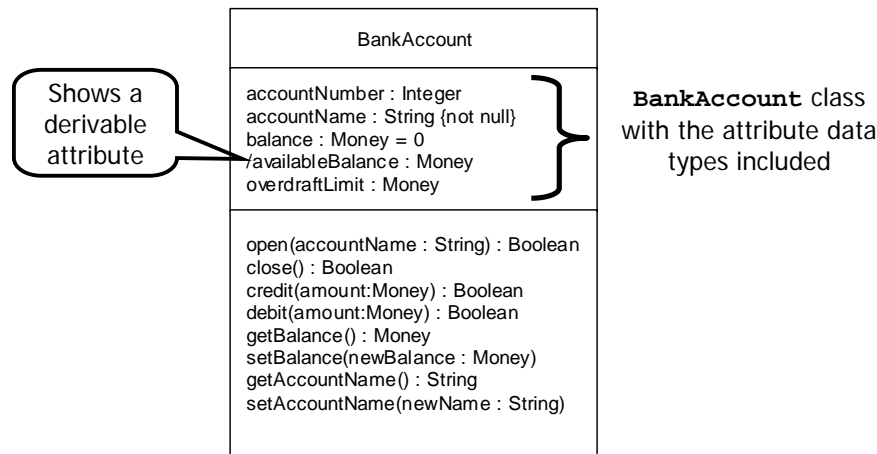 BankAccount
Shows a
derivable
attribute
accountNumber : Integer
accountName : String {not null}
balance : Money = 0
/availableBalance : Money
overdraftLimit : Money
BankAccount class
with the attribute data
types included
open(accountName : String) : Boolean
close() : Boolean
credit(amount:Money) : Boolean
debit(amount:Money) : Boolean
getBalance() : Money
setBalance(newBalance : Money)
getAccountName() : String
setAccountName(newName : String)